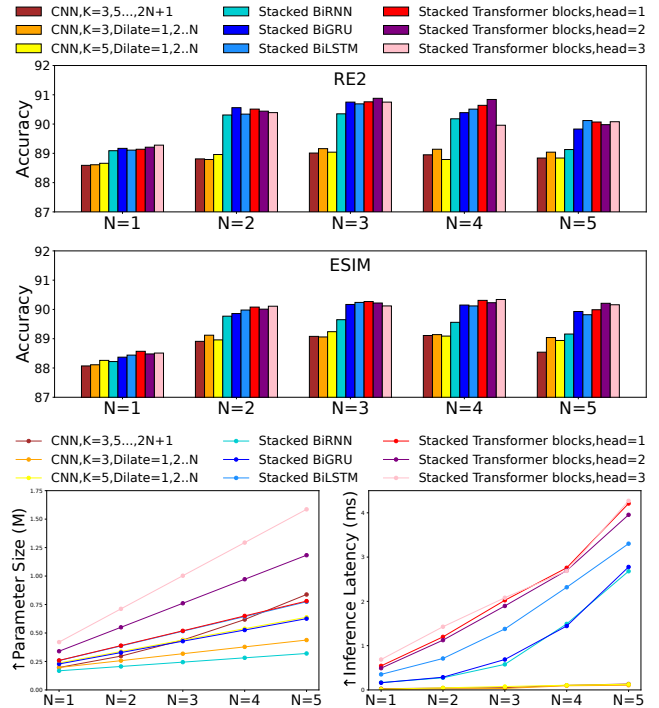 CNN,K=3,5...,2N+1 Stacked BiRNN Stacked Transformer blocks,head=1
CNN,K=3,Dilate=1,2..N Stacked BiGRU Stacked Transformer blocks,head=2
CNN,K=5,Dilate=1,2..N Stacked BiLSTM Stacked Transformer blocks,head=3
RE2
Accuracy
92
91
90
89
88
87
N=1 N=2 N=3 N=4 N=5
ESIM
Accuracy
92
91
90
89
88
87
N=1 N=2 N=3 N=4 N=5
CNN,K=3,5...,2N+1 Stacked BiRNN Stacked Transformer blocks,head=1
CNN,K=3,Dilate=1,2..N Stacked BiGRU Stacked Transformer blocks,head=2
CNN,K=5,Dilate=1,2..N Stacked BiLSTM Stacked Transformer blocks,head=3
↑Parameter Size (M)
1.75
1.50
1.25
1.00
0.75
0.50
0.25
0.00
N=1 N=2 N=3 N=4 N=5
↑Inference Latency (ms)
4
3
2
1
0
N=1 N=2 N=3 N=4 N=5